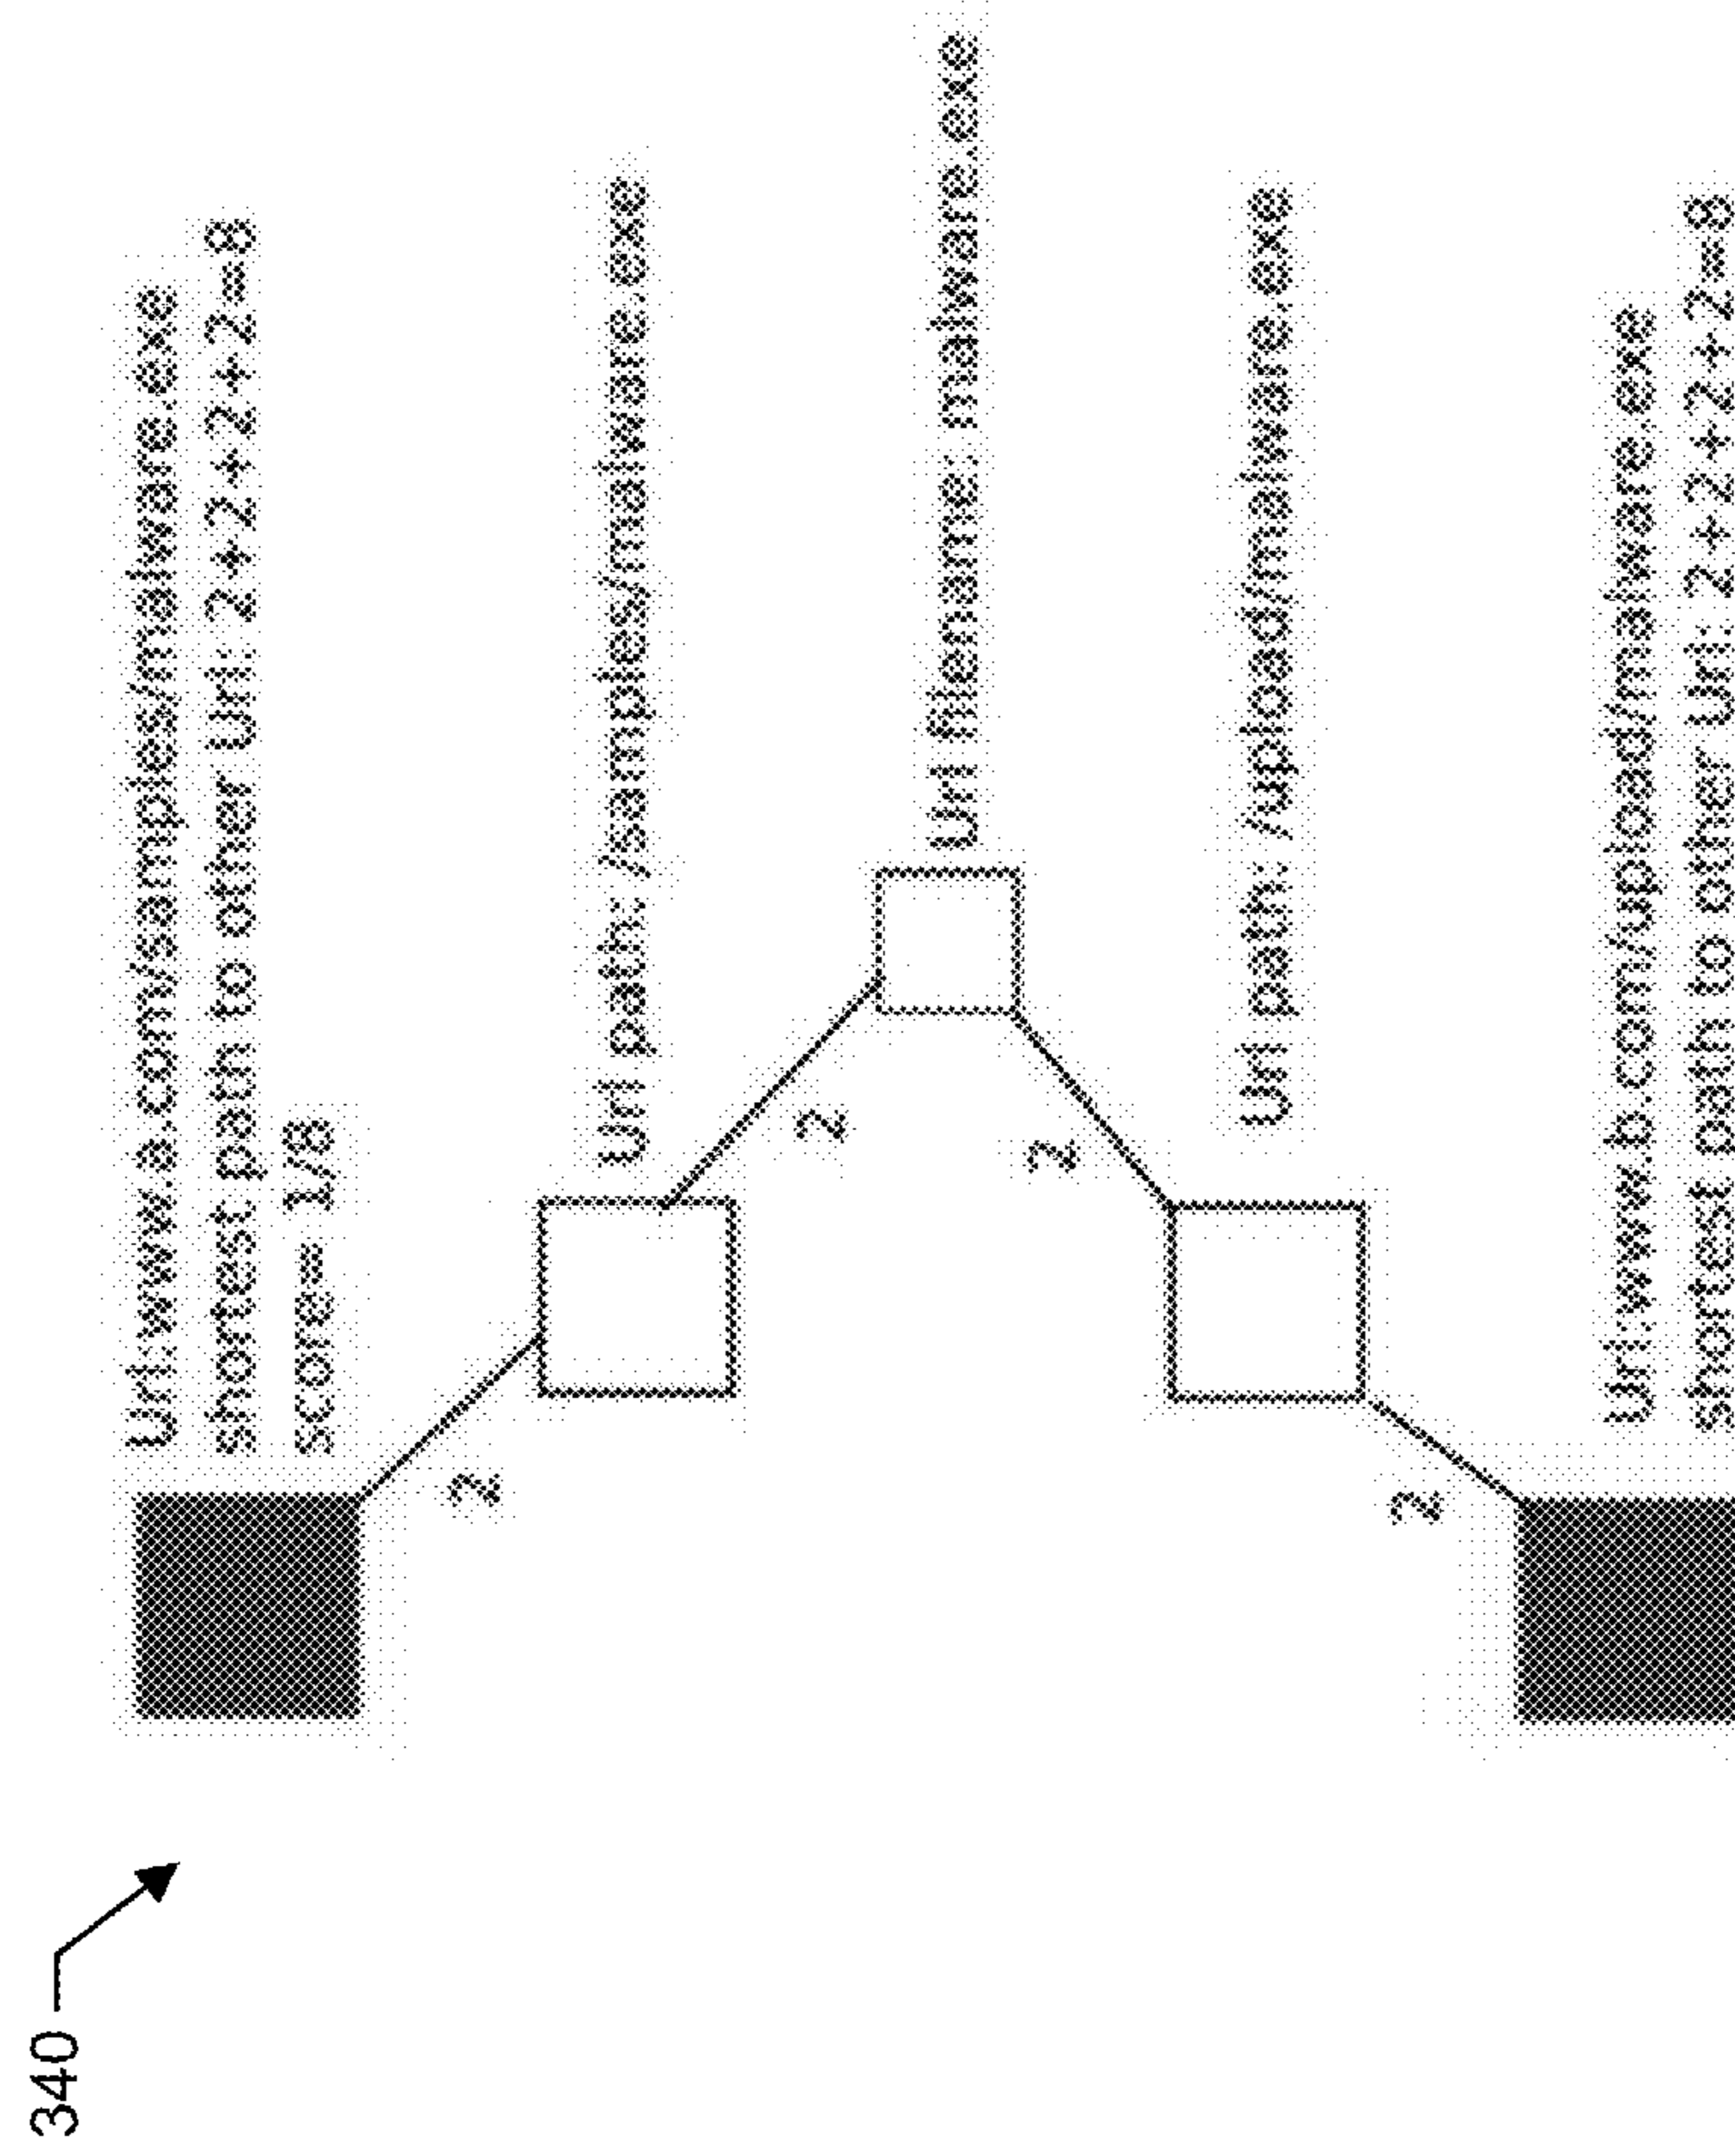 340
Url:www.a.com/samples/malware.exe
shortest path to other Url: 2+2+2+2=8
score= 1/8
2
Url path: /samples/malware.exe
2
Url filename: malware.exe
2
Url path: /upload/malware.exe
2
Url:www.b.com/upload/malware.exe
shortest path to other Url: 2+2+2+2=8